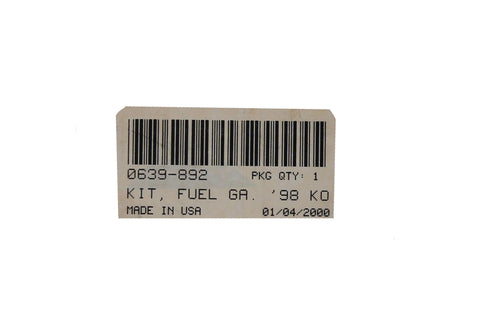 0639-892 PKG QTY: 1
KIT, FUEL GA. '98 KO
MADE IN USA 01/04/2000